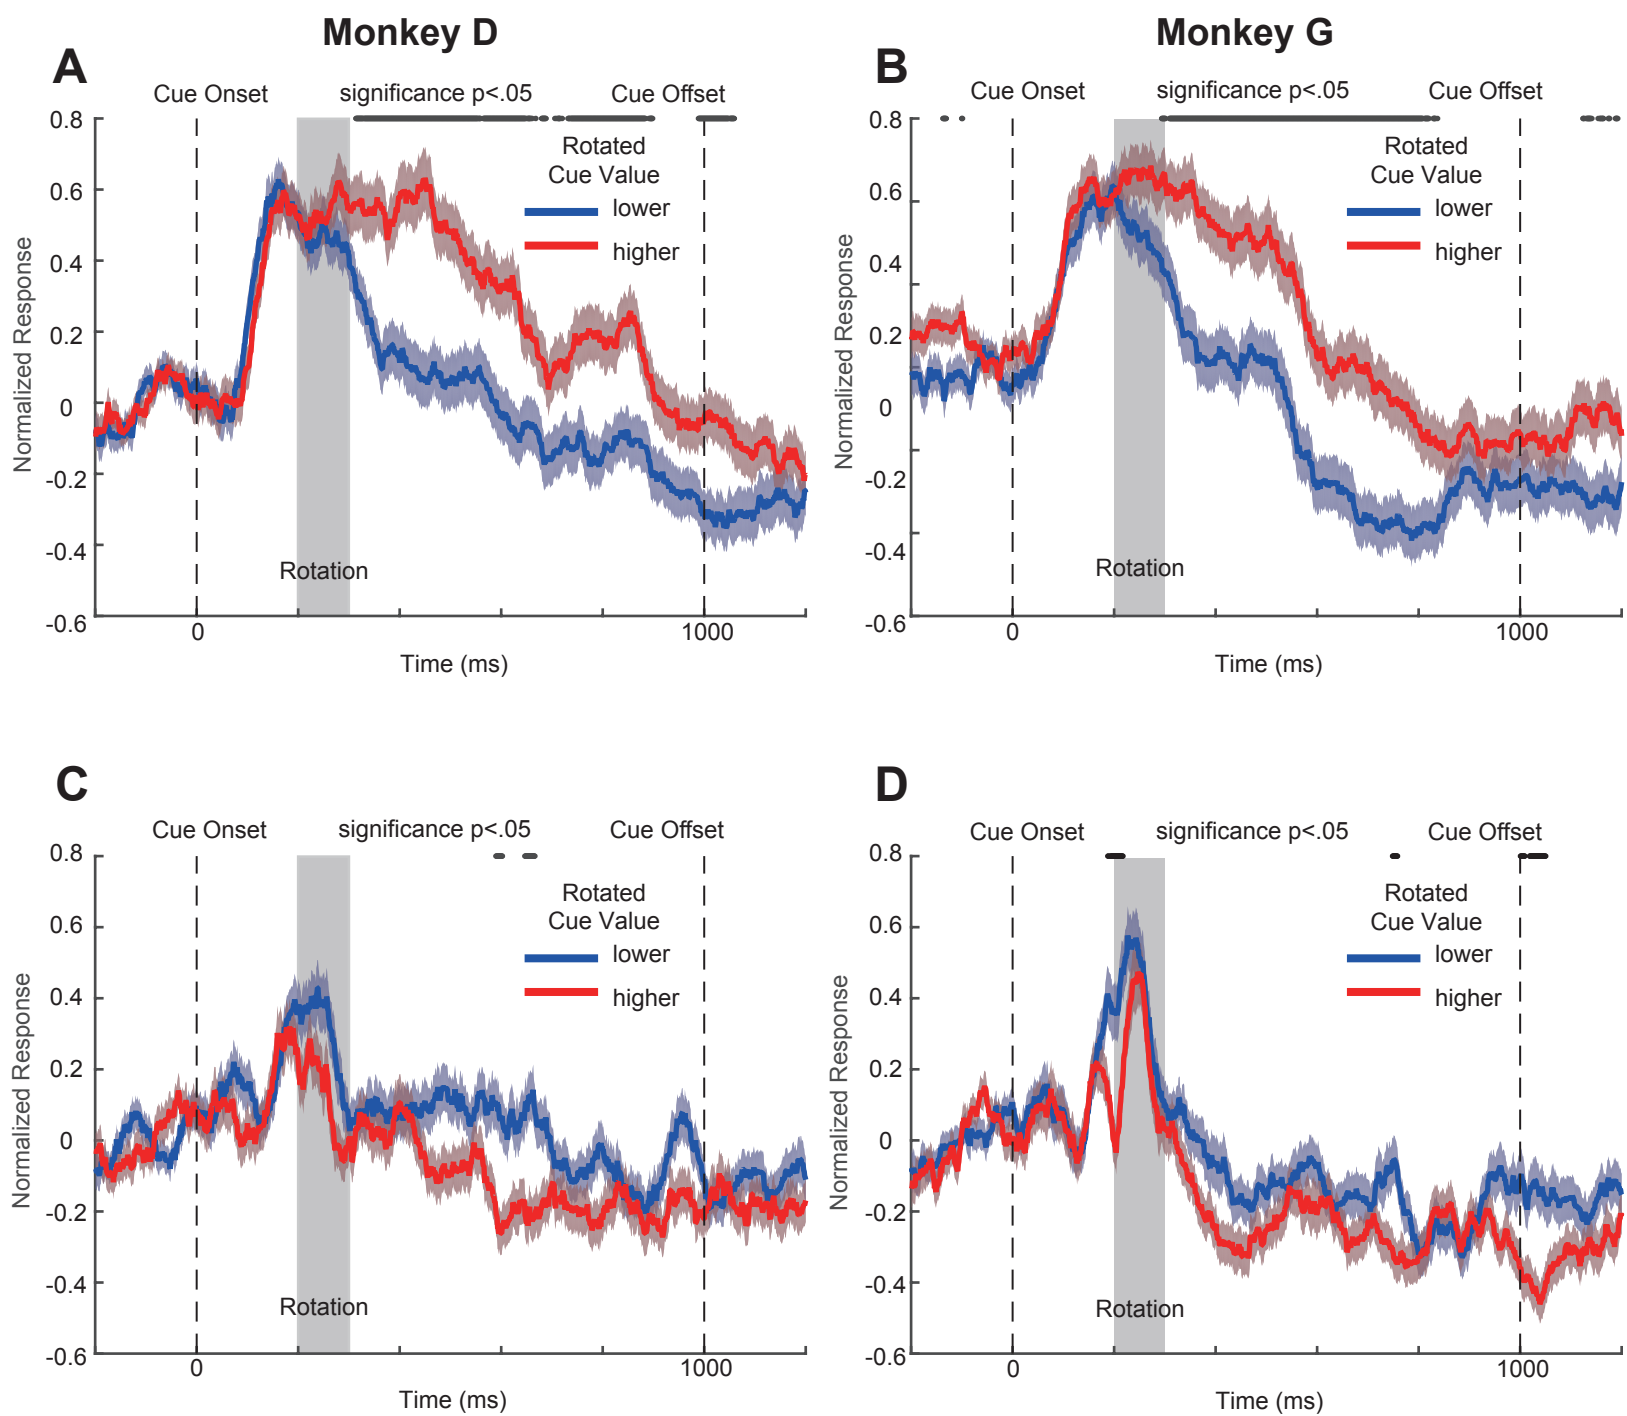 Monkey D
Monkey G
A
Cue Onset
significance p<.05
Cue Offset
0.8
0.6
0.4
0.2
0
-0.2
-0.4
-0.6
Normalized Response
Rotated
Cue Value
lower
higher
Rotation
0
1000
Time (ms)
B
Cue Onset
significance p<.05
Cue Offset
0.8
0.6
0.4
0.2
0
-0.2
-0.4
-0.6
Normalized Response
Rotated
Cue Value
lower
higher
Rotation
0
1000
Time (ms)
C
Cue Onset
significance p<.05
Cue Offset
0.8
0.6
0.4
0.2
0
-0.2
-0.4
-0.6
Normalized Response
Rotated
Cue Value
lower
higher
Rotation
0
1000
Time (ms)
D
Cue Onset
significance p<.05
Cue Offset
0.8
0.6
0.4
0.2
0
-0.2
-0.4
-0.6
Normalized Response
Rotated
Cue Value
lower
higher
Rotation
0
1000
Time (ms)